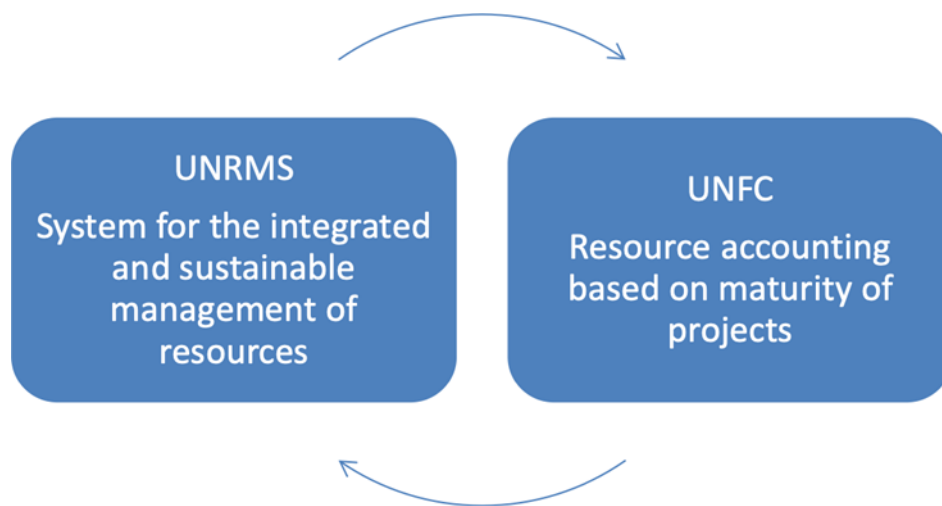 UNRMS
System for the integrated
and sustainable
management of
resources
UNFC
Resource accounting
based on maturity of
projects